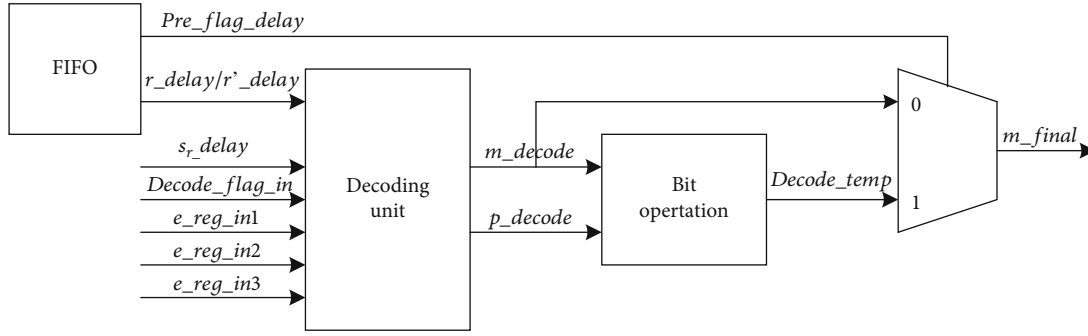 Pre_flag_delay
FIFO
r_delay/r’_delay
0
s_r_delay
m_decode
m_final
Decode_flag_in
Decoding
unit
Bit
opertation
Decode_temp
1
e_reg_in1
p_decode
e_reg_in2
e_reg_in3